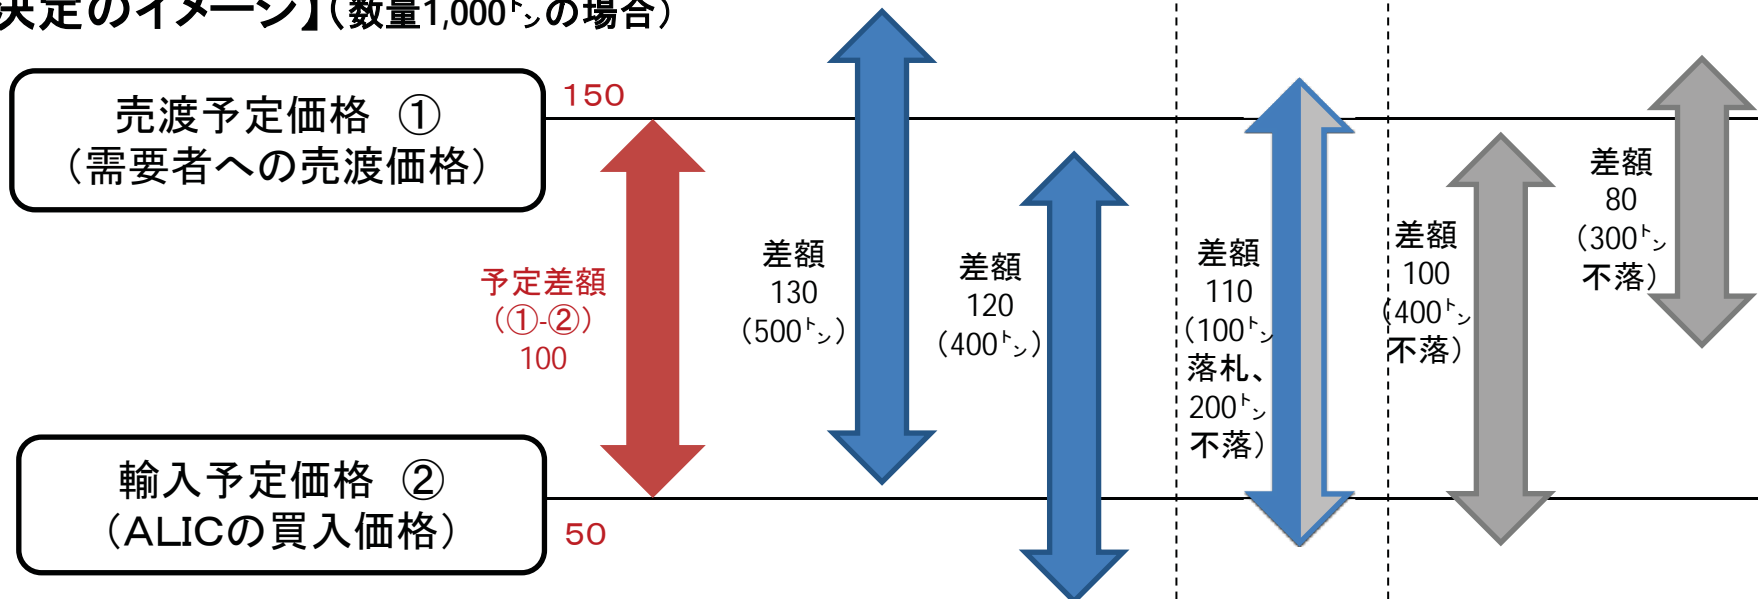 決定のイメージ】（数量1,000㌧の場合）
売渡予定価格 ①
（需要者への売渡価格）
150
予定差額
（①-②）
100
輸入予定価格 ②
（ALICの買入価格）
50
差額
130
（500㌧）
差額
120
（400㌧）
差額
110
（100㌧
落札、
200㌧
不落）
差額
100
（400㌧
不落）
差額
80
（300㌧
不落）